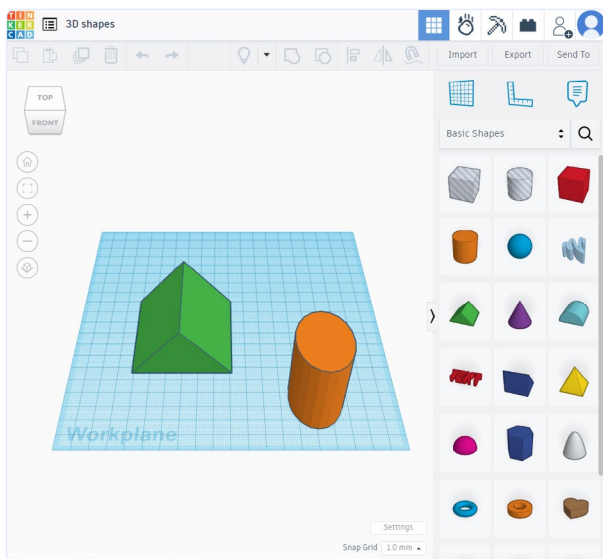 TIN
KER
CAD
3D shapes
Import
Export
Send To
TOP
FRONT
Basic Shapes
TEXT
Workplane
Settings
Snap Grid 1.0 mm